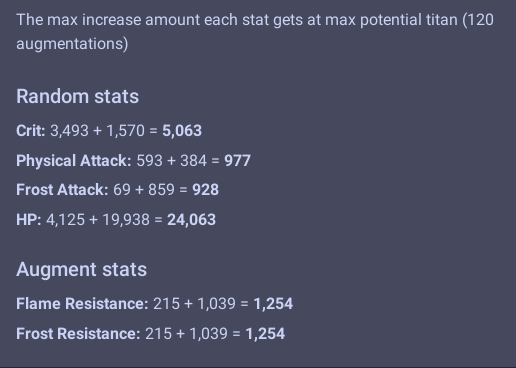 The max increase amount each stat gets at max potential titan (120
augmentations)
Random stats
Crit: 3,493 + 1,570 = 5,063
Physical Attack: 593 + 384 = 977
Frost Attack: 69 + 859 = 928
HP: 4,125 + 19,938 = 24,063
Augment stats
Flame Resistance: 215 + 1,039 = 1,254
Frost Resistance: 215 + 1,039 = 1,254